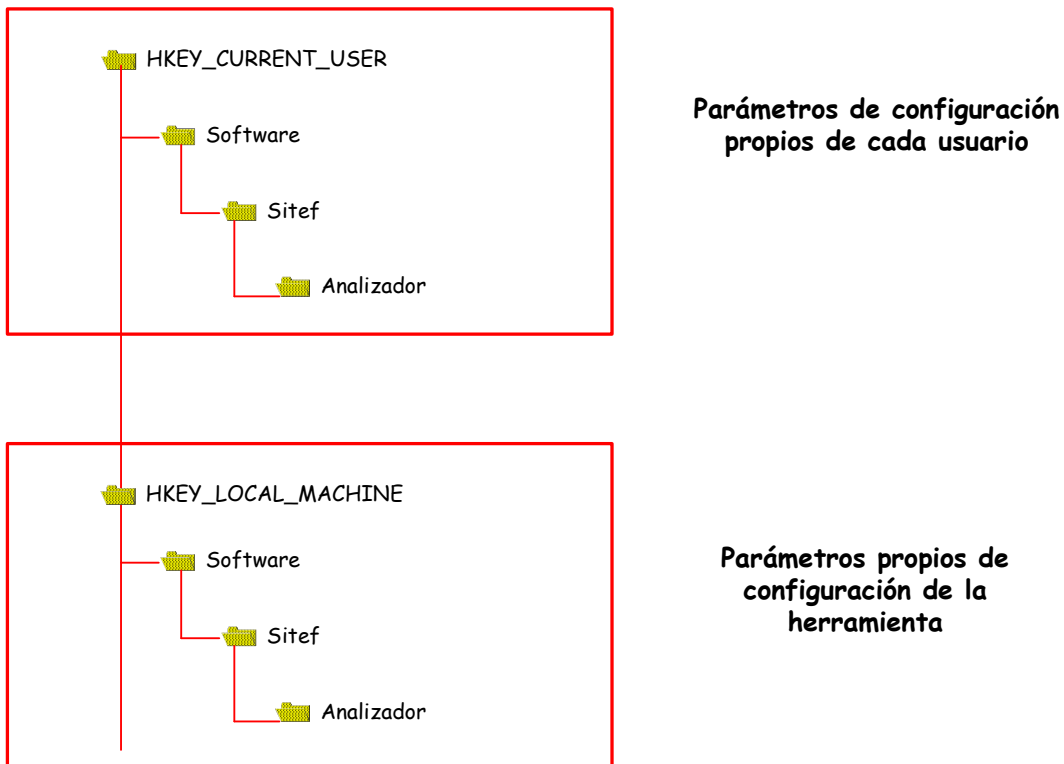 HKEY_CURRENT_USER
Software
Sitef
Analizador
Parámetros de configuración
propios de cada usuario
HKEY_LOCAL_MACHINE
Software
Sitef
Analizador
Parámetros propios de
configuración de la
herramienta